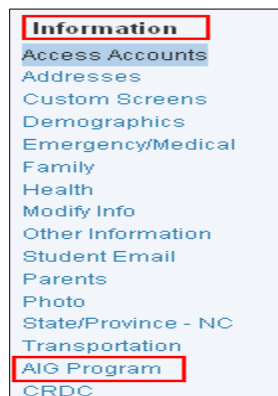 Information
Access Accounts
Addresses
Custom Screens
Demographics
Emergency/Medical
Family
Health
Modify Info
Other Information
Student Email
Parents
Photo
State/Province - NC
Transportation
AIG Program
CRDC